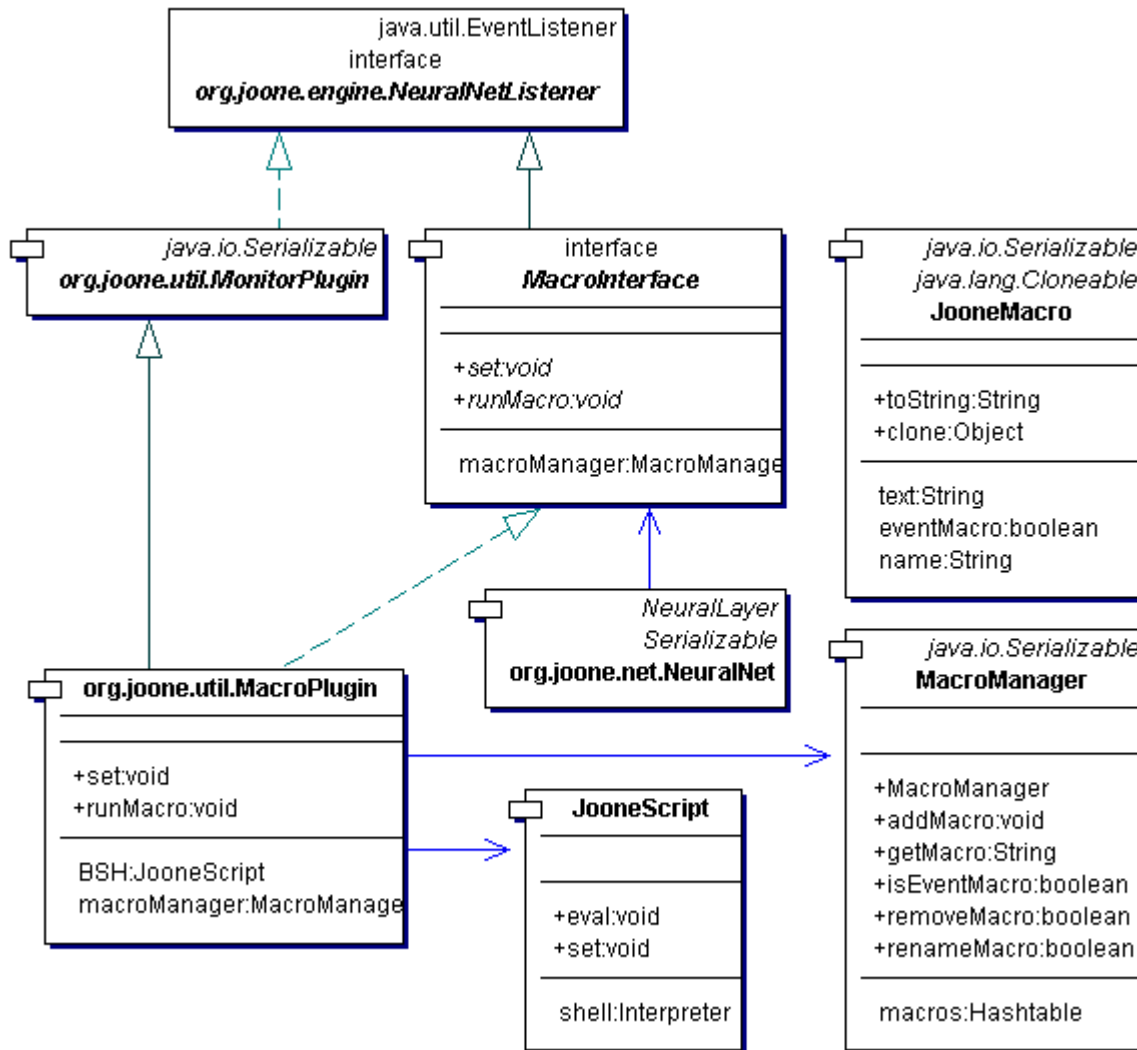 java.util.EventListener
interface
org.joone.engine.NeuralNetListener
java.io.Serializable
org.joone.util.MonitorPlugin
interface
MacroInterface
+set:void
+runMacro:void
macroManager:MacroManage
java.io.Serializable
java.lang.Cloneable
JooneMacro
+toString:String
+clone:Object
text:String
eventMacro:boolean
name:String
NeuralLayer
Serializable
org.joone.net.NeuralNet
java.io.Serializable
MacroManager
+MacroManager
+addMacro:void
+getMacro:String
+isEventMacro:boolean
+removeMacro:boolean
+renameMacro:boolean
macros:Hashtable
org.joone.util.MacroPlugin
+set:void
+runMacro:void
BSH:JooneScript
macroManager:MacroManage
JooneScript
+eval:void
+set:void
shell:Interpreter